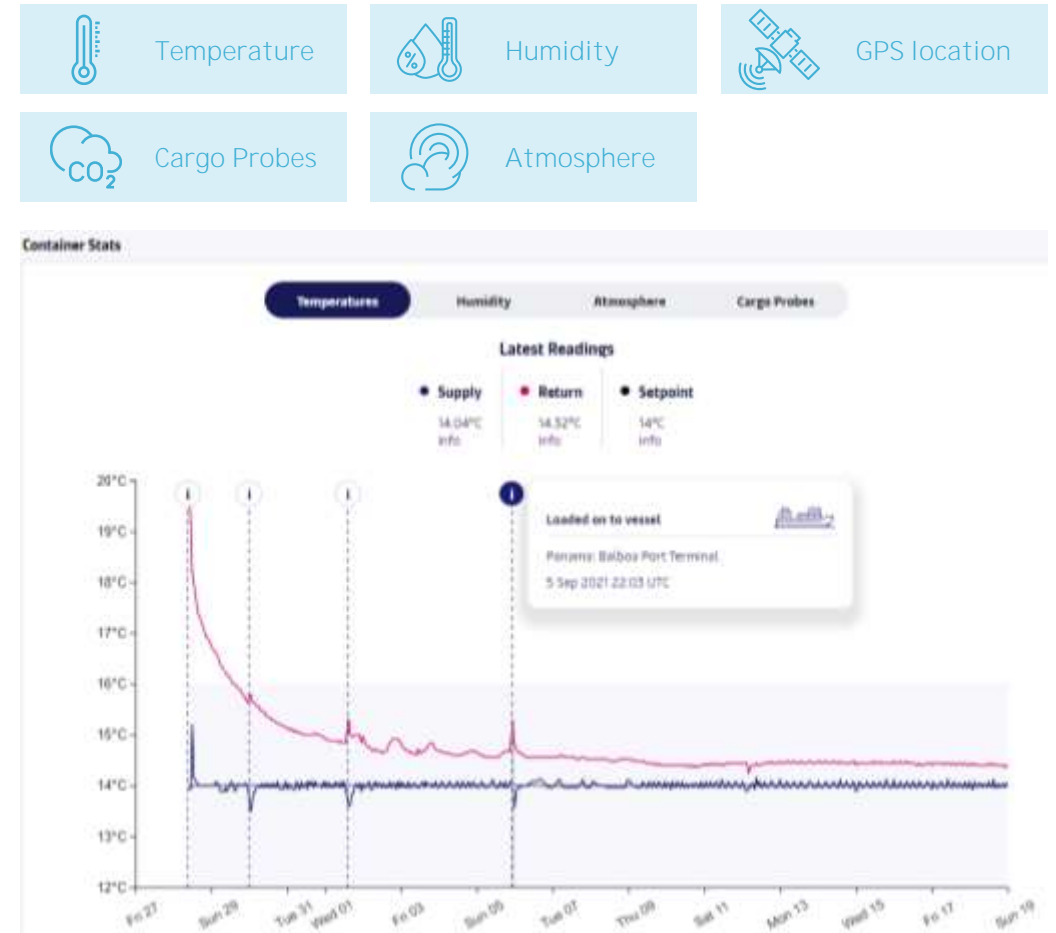 Temperature
Humidity
GPS location
CO2
Cargo Probes
%
Atmosphere
Container Stats
Temperatures
Humidity
Atmosphere
Cargo Probes
Latest Readings
Supply
Return
Setpoint
14.04°C
14.32°C
14°C
info
info
info
20°C
i
i
i
i
Loaded on to vessel
19°C
Panama: Balboa Port Terminal
18°C
5 Sep 2021 22:03 UTC
17°C
16°C
15°C
14°C
13°C
12°C
Fri 27
Sun 29
Tue 31
Wed 01
Fri 03
Sun 05
Tue 07
Thu 09
Sat 11
Mon 13
Wed 15
Fri 17
Sun 19